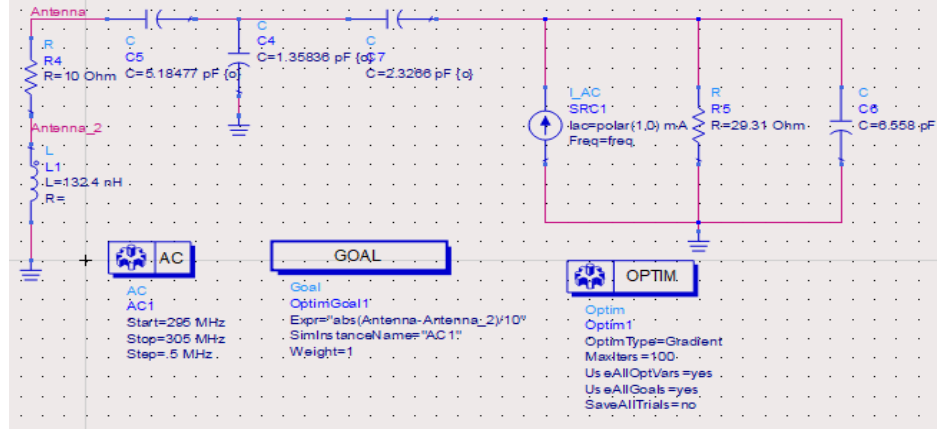 Antenna
R
R4
R=10 Ohm
Antenna_2
L
L1
L=132.4 nH
R=
C
C5
C=5.18477 pF {o}
C
C4
C=1.35836 pF {o}
C
C7
C=2.3266 pF {o}
I_AC
SRC1
Iac=polar(1,0) mA
Freq=freq
R
R5
R=29.31 Ohm
C
C6
C=6.558 pF
AC
AC
AC1
Start=295 MHz
Stop=305 MHz
Step=.5 MHz
GOAL
Goal
OptimGoal1
Expr="abs(Antenna-Antenna_2)/10"
SimInstanceName="AC1"
Weight=1
OPTIM
Optim
Optim1
OptimType=Gradient
MaxIters=100
UseAllOptVars=yes
UseAllGoals=yes
SaveAllTrials=no